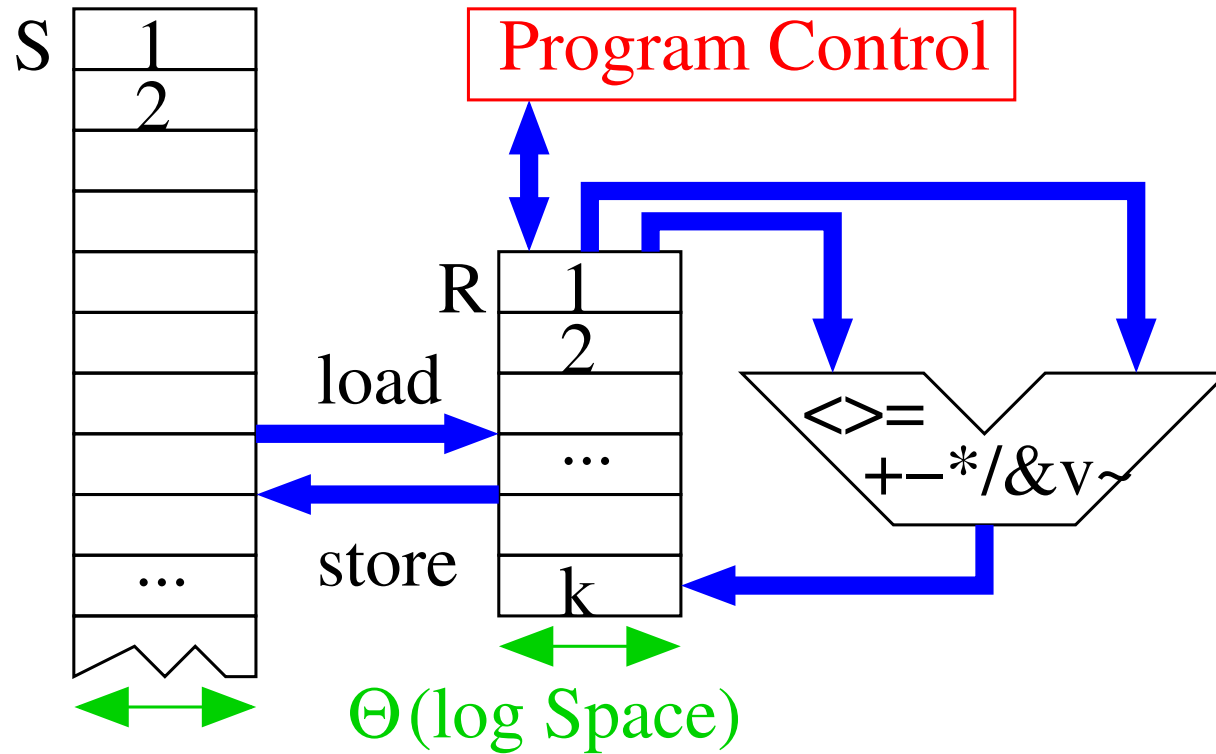 S
1
2
...
Program Control
R
1
2
...
k
load
store
<>=
+−*/&v~
Θ(log Space)